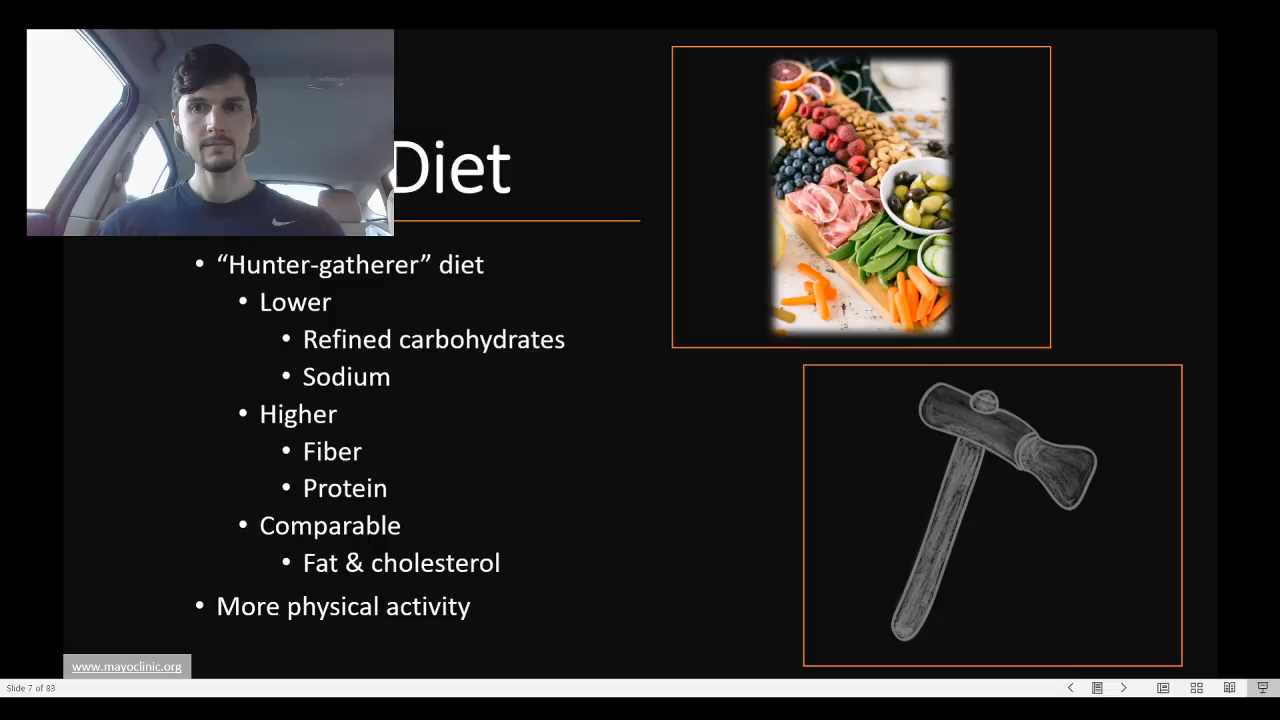 Diet
• “Hunter-gatherer” diet
• Lower
• Refined carbohydrates
• Sodium
• Higher
• Fiber
• Protein
• Comparable
• Fat & cholesterol
• More physical activity
www.mayoclinic.org
Slide 7 of 83